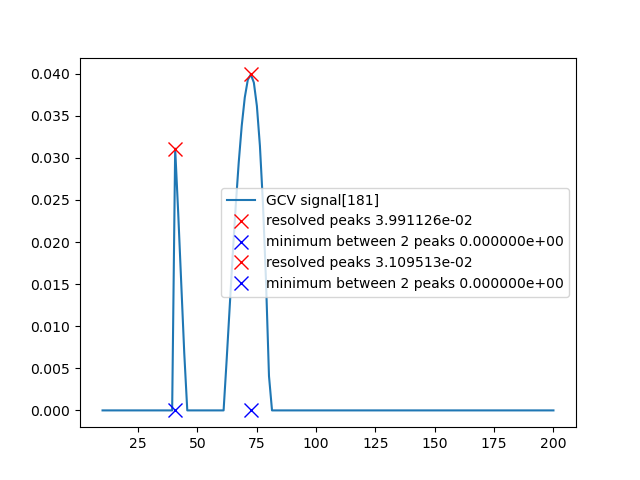 0.040
0.035
0.030
0.025
0.020
0.015
0.010
0.005
0.000
GCV signal[181]
resolved peaks 3.991126e-02
minimum between 2 peaks 0.000000e+00
resolved peaks 3.109513e-02
minimum between 2 peaks 0.000000e+00
25 50 75 100 125 150 175 200